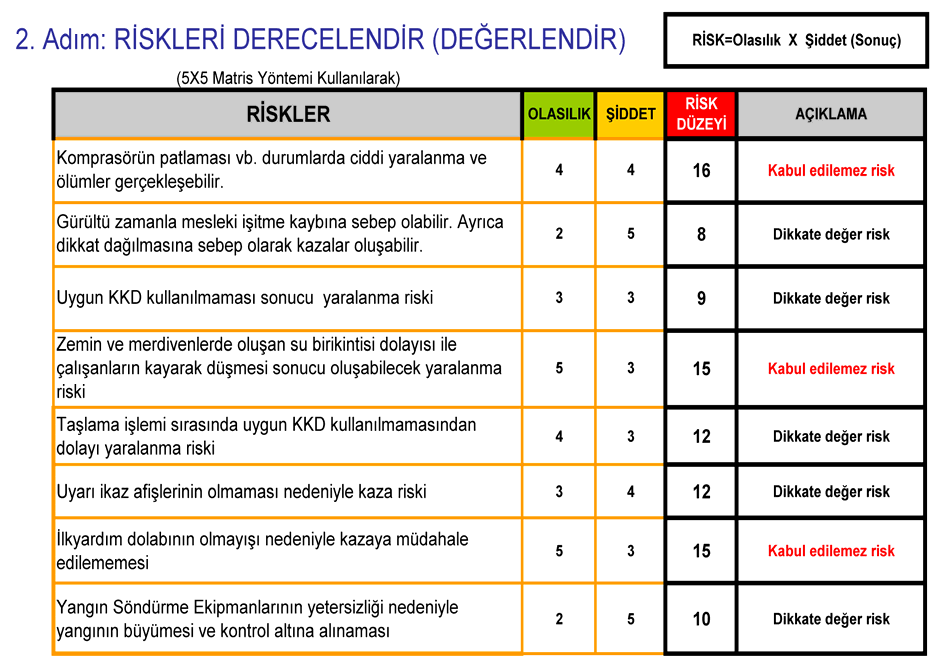 2. Adım: RİSKLERİ DERECELENDİR (DEĞERLENDİR)
RİSK=Olasılık X Şiddet (Sonuç)
(5X5 Matris Yöntemi Kullanılarak)
RİSKLER OLASILIK ŞİDDET RİSK DÜZEYİ AÇIKLAMA
Komprasörün patlaması vb. durumlarda ciddi yaralanma ve
ölümler gerçekleşebilir.
4 4 16 Kabul edilemez risk
Gürültü zamanla mesleki işitme kaybına sebep olabilir. Ayrıca
dikkat dağılmasına sebep olarak kazalar oluşabilir.
2 5 8 Dikkate değer risk
Uygun KKD kullanılmaması sonucu yaralanma riski
3 3 9 Dikkate değer risk
Zemin ve merdivenlerde oluşan su birikintisi dolayısı ile
çalışanların kayarak düşmesi sonucu oluşabilecek yaralanma
riski
5 3 15 Kabul edilemez risk
Taşlama işlemi sırasında uygun KKD kullanılmamasından
dolayı yaralanma riski
4 3 12 Dikkate değer risk
Uyarı ikaz afişlerinin olmaması nedeniyle kaza riski
3 4 12 Dikkate değer risk
İlkyardım dolabının olmayışı nedeniyle kazaya müdahale
edilememesi
5 3 15 Kabul edilemez risk
Yangın Söndürme Ekipmanlarının yetersizliği nedeniyle
yangının büyümesi ve kontrol altına alınaması
2 5 10 Dikkate değer risk